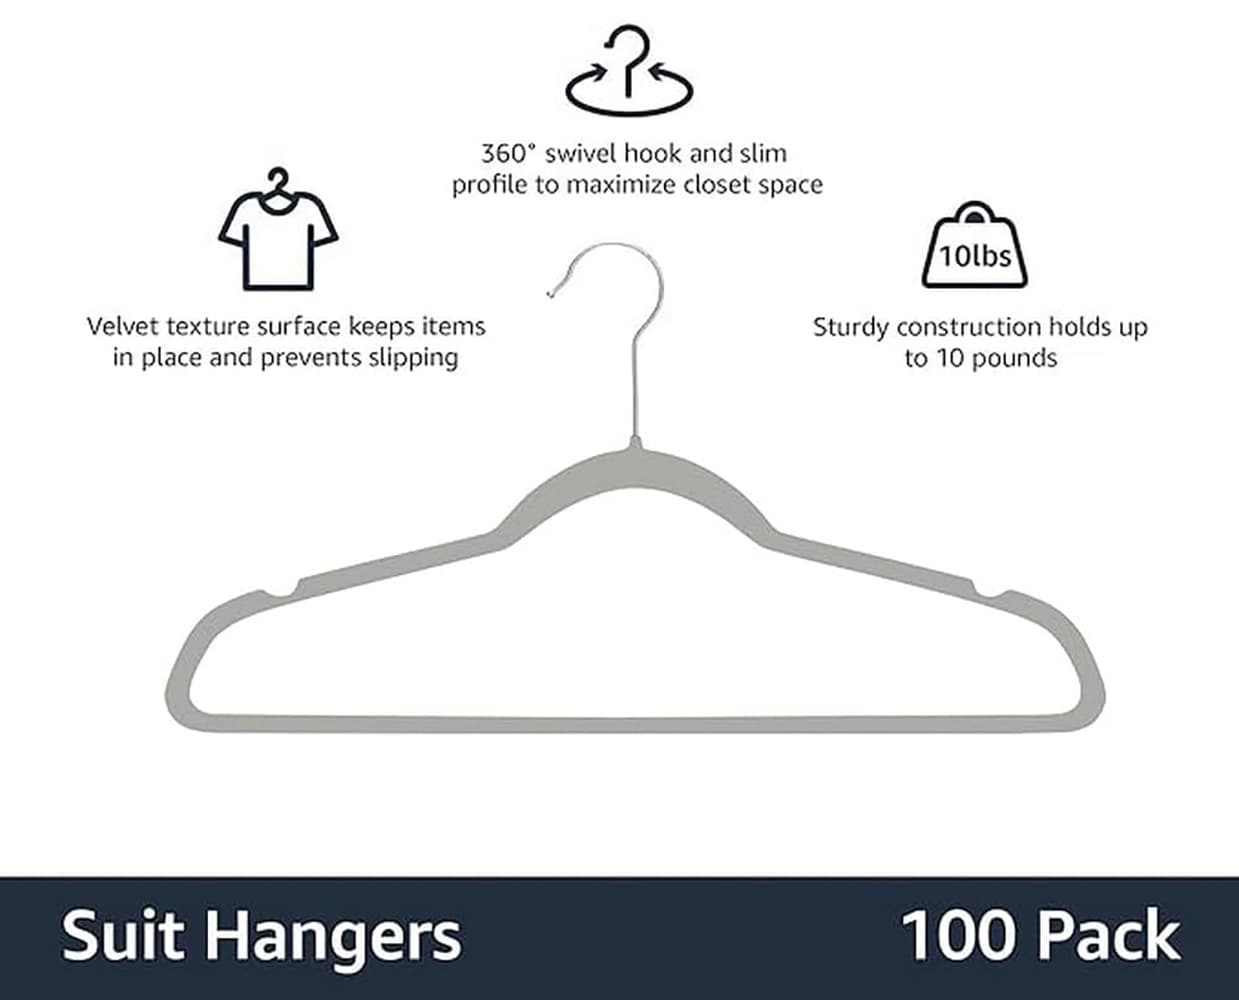 360° swivel hook and slim
profile to maximize closet space
10lbs
Velvet texture surface keeps items
in place and prevents slipping
Sturdy construction holds up
to 10 pounds
Suit Hangers
100 Pack